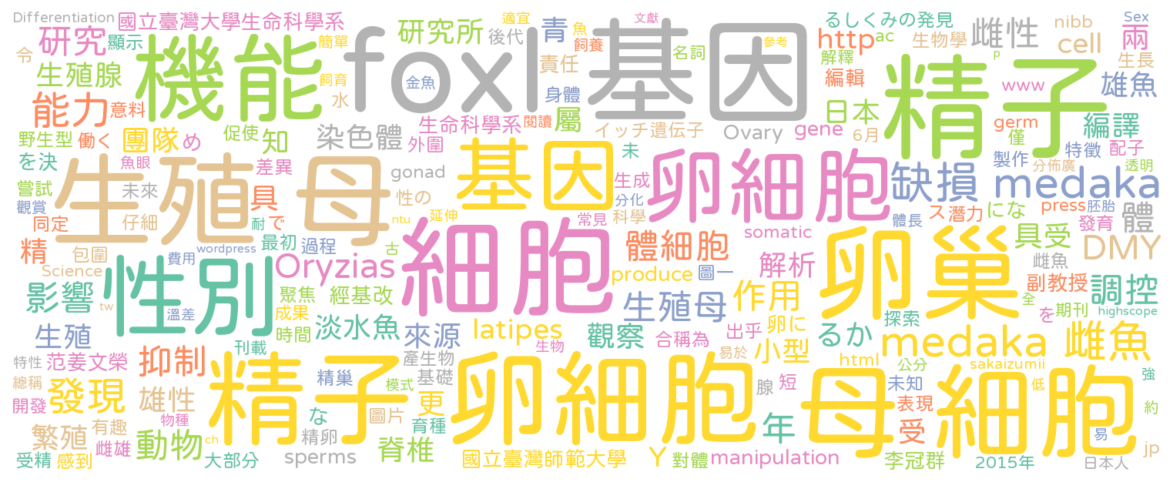 Differentiation 國立臺灣大學生命科學系 研究所 後代 青 適宜 魚 飼養 文獻 るしくみの発見 ac 生物學 nibb 雌性 Sex 兩
令 研究 顯示 機能 簡單 飼育 水 foxl 基因 責任 名詞 參考 http 解釋 編輯 cell p 生長
生殖腺 金魚 身體 精子 www 雄魚
能力 意料 生命科學系 閱讀 屬 イッチ遺伝子 日本 germ 編譯
野生型 働く 團隊 め 促使 知 染色體 外圍 Ovary gene 6月 僅 配子
を決 魚眼 差異 gonad 基因 未 卵細胞 缺損 製作 特徵 分佈廣 透明
嘗試 未來 具 性の 生殖 母 生成 分化 medaka
觀賞 仔細 同定 耐 で ntu 延伸 常見 科學 ス潛力 にな press 胚胎
精 包圍 最初 過程 古 細胞 體細胞 somatic 體長 を 具受 發育 體
Science wordpress 費用 性別 Oryzias produce 圖一 解析 卵巢 雌魚 副教授 DMY
影響 聚焦 經基改 生殖母 作用 期刊 全 調控
tw 溫差 成果 時間 淡水魚 來源 latipes 觀察 出乎 卵に るか 探索 highscope
生殖 刊載 合稱為 小型 medaka 雌魚
特性 范姜文榮 抑制 產生物 生物 易於 html 公分 sakaizumii
總稱 發現 雄性 精巢 模式 基礎 精子 卵細胞 腺 短 未知 母細胞 低 強
開發 物種 更 な 圖片 育種 年 表現 易 約
繁殖 有趣 雌雄 動物 ch 精卵 脊椎 受 jp
受精 感到 大部分 sperms 國立臺灣師範大學 Y 對體 manipulation 李冠群 2015年 日本人